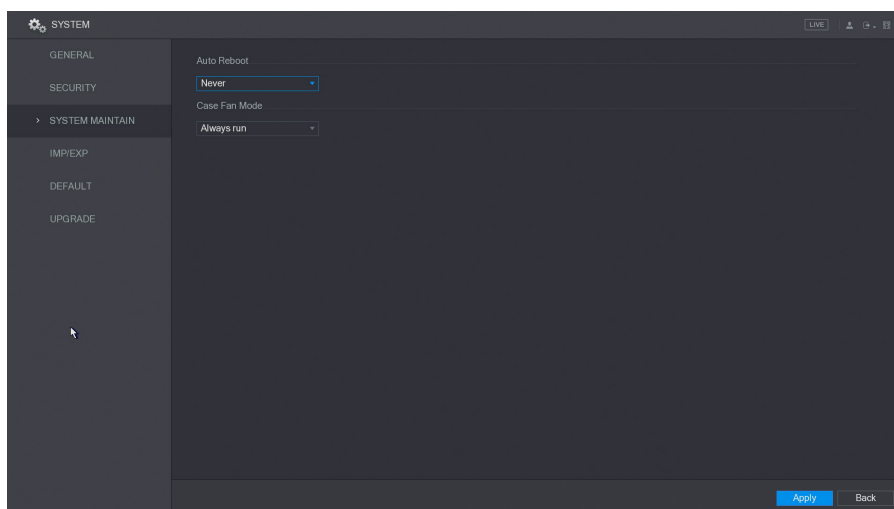 SYSTEM
LIVE
GENERAL
SECURITY
SYSTEM MAINTAIN
IMP/EXP
DEFAULT
UPGRADE
Auto Reboot
Never
Case Fan Mode
Always run
Apply
Back